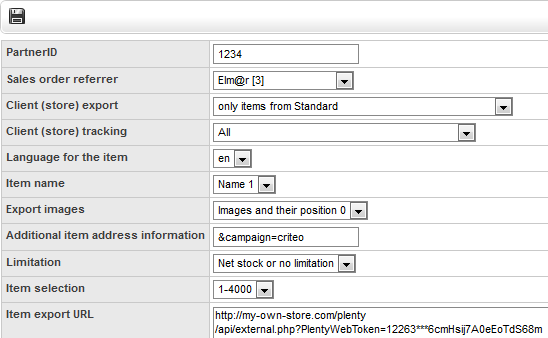 PartnerID 1234
Sales order referrer Elm@r [3]
Client (store) export only items from Standard
Client (store) tracking All
Language for the item en
Item name Name 1
Export images Images and their position 0
Additional item address information &campaign=criteo
Limitation Net stock or no limitation
Item selection 1-4000
Item export URL http://my-own-store.com/plenty
/api/external.php?PlentyWebToken=12263***6cmHsij7A0eEoTdS68m